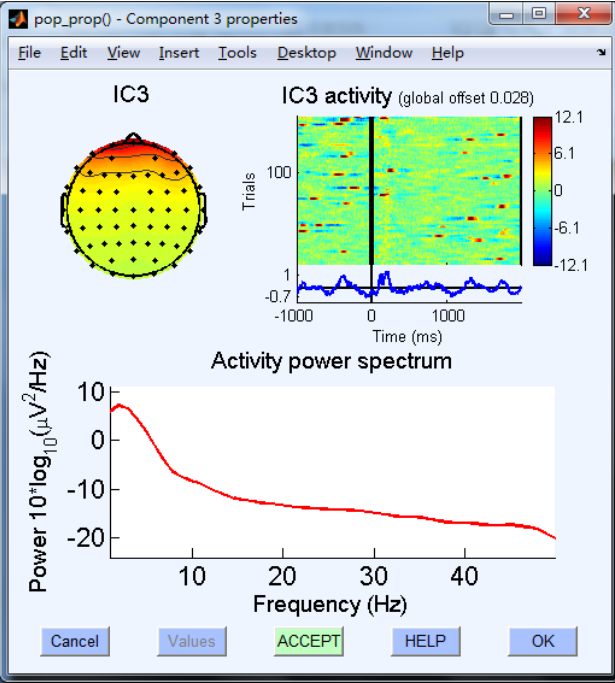 pop_prop() - Component 3 properties
File Edit View Insert Tools Desktop Window Help
IC3
IC3 activity (global offset 0.028)
Trials
100
12.1
6.1
0
-6.1
-12.1
1
-0.7
-1000 0 1000
Time (ms)
Activity power spectrum
Power 10*log10(μV2/Hz)
10
0
-10
-20
10 20 30 40
Frequency (Hz)
Cancel Values ACCEPT HELP OK